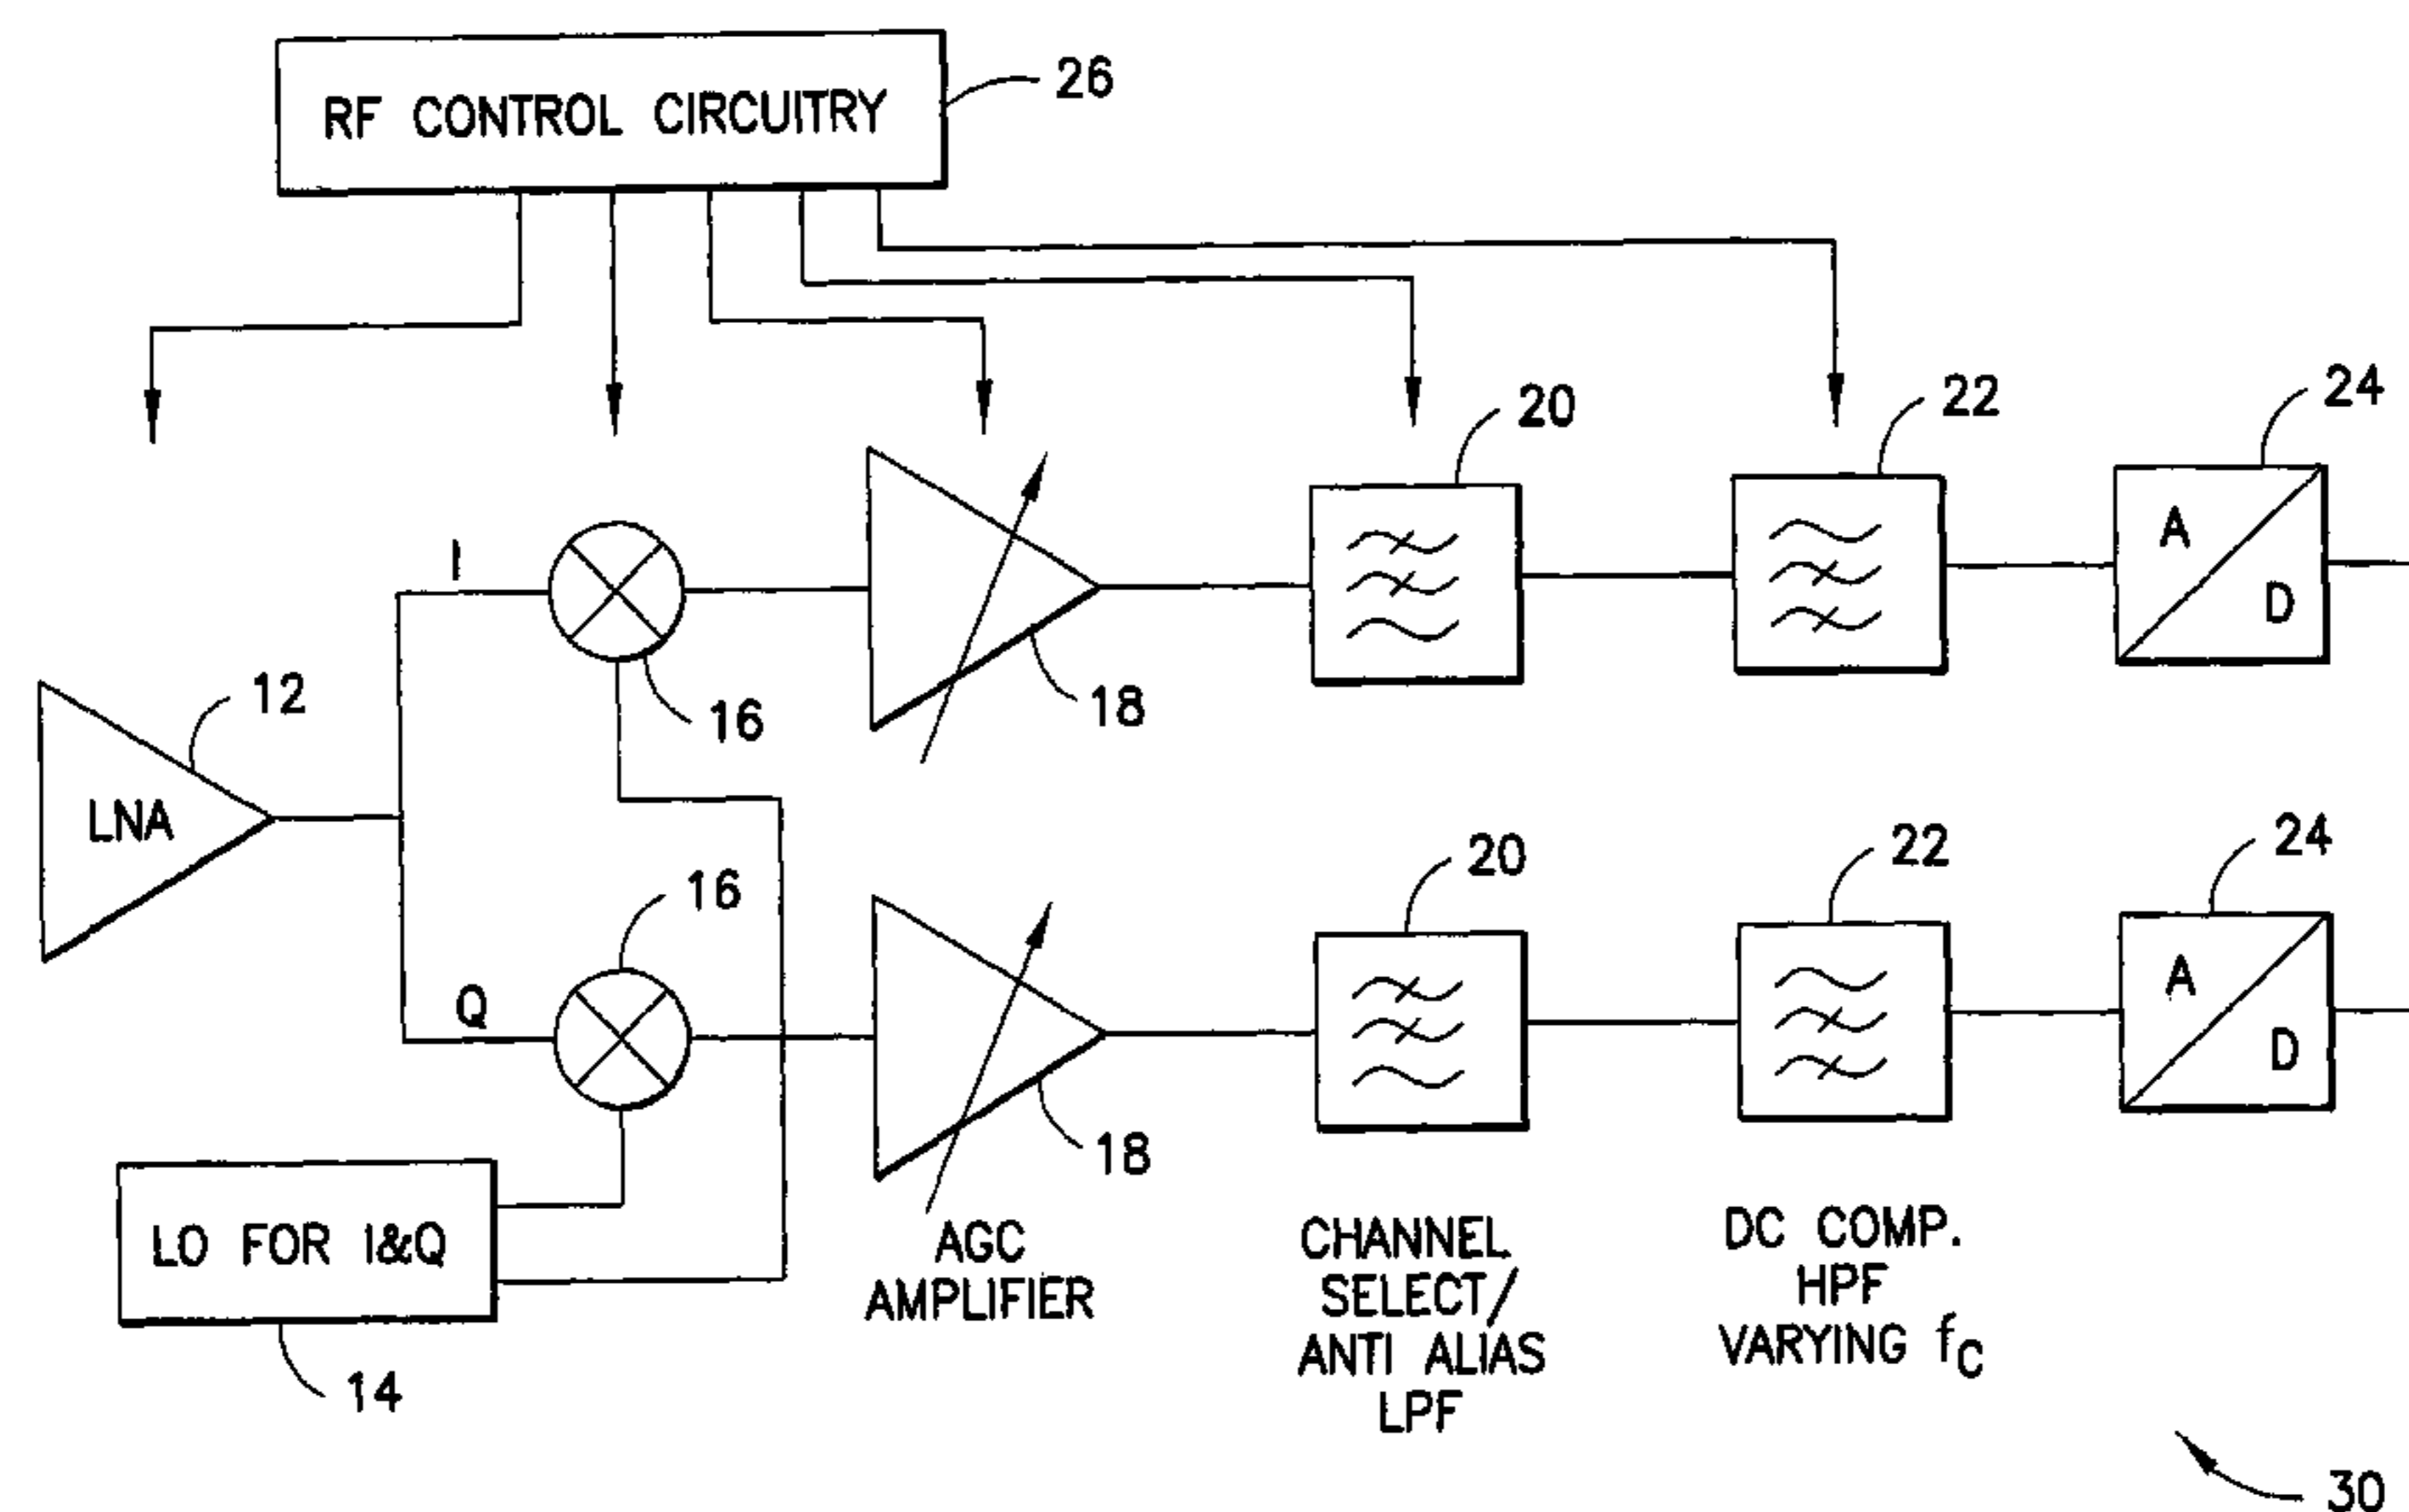 RF CONTROL CIRCUITRY
26
20
22
24
I
12
16
18
LNA
16
20
22
24
Q
A
D
A
D
18
LO FOR I&Q
14
AGC
AMPLIFIER
CHANNEL
SELECT/
ANTI ALIAS
LPF
DC COMP.
HPF
VARYING fC
30